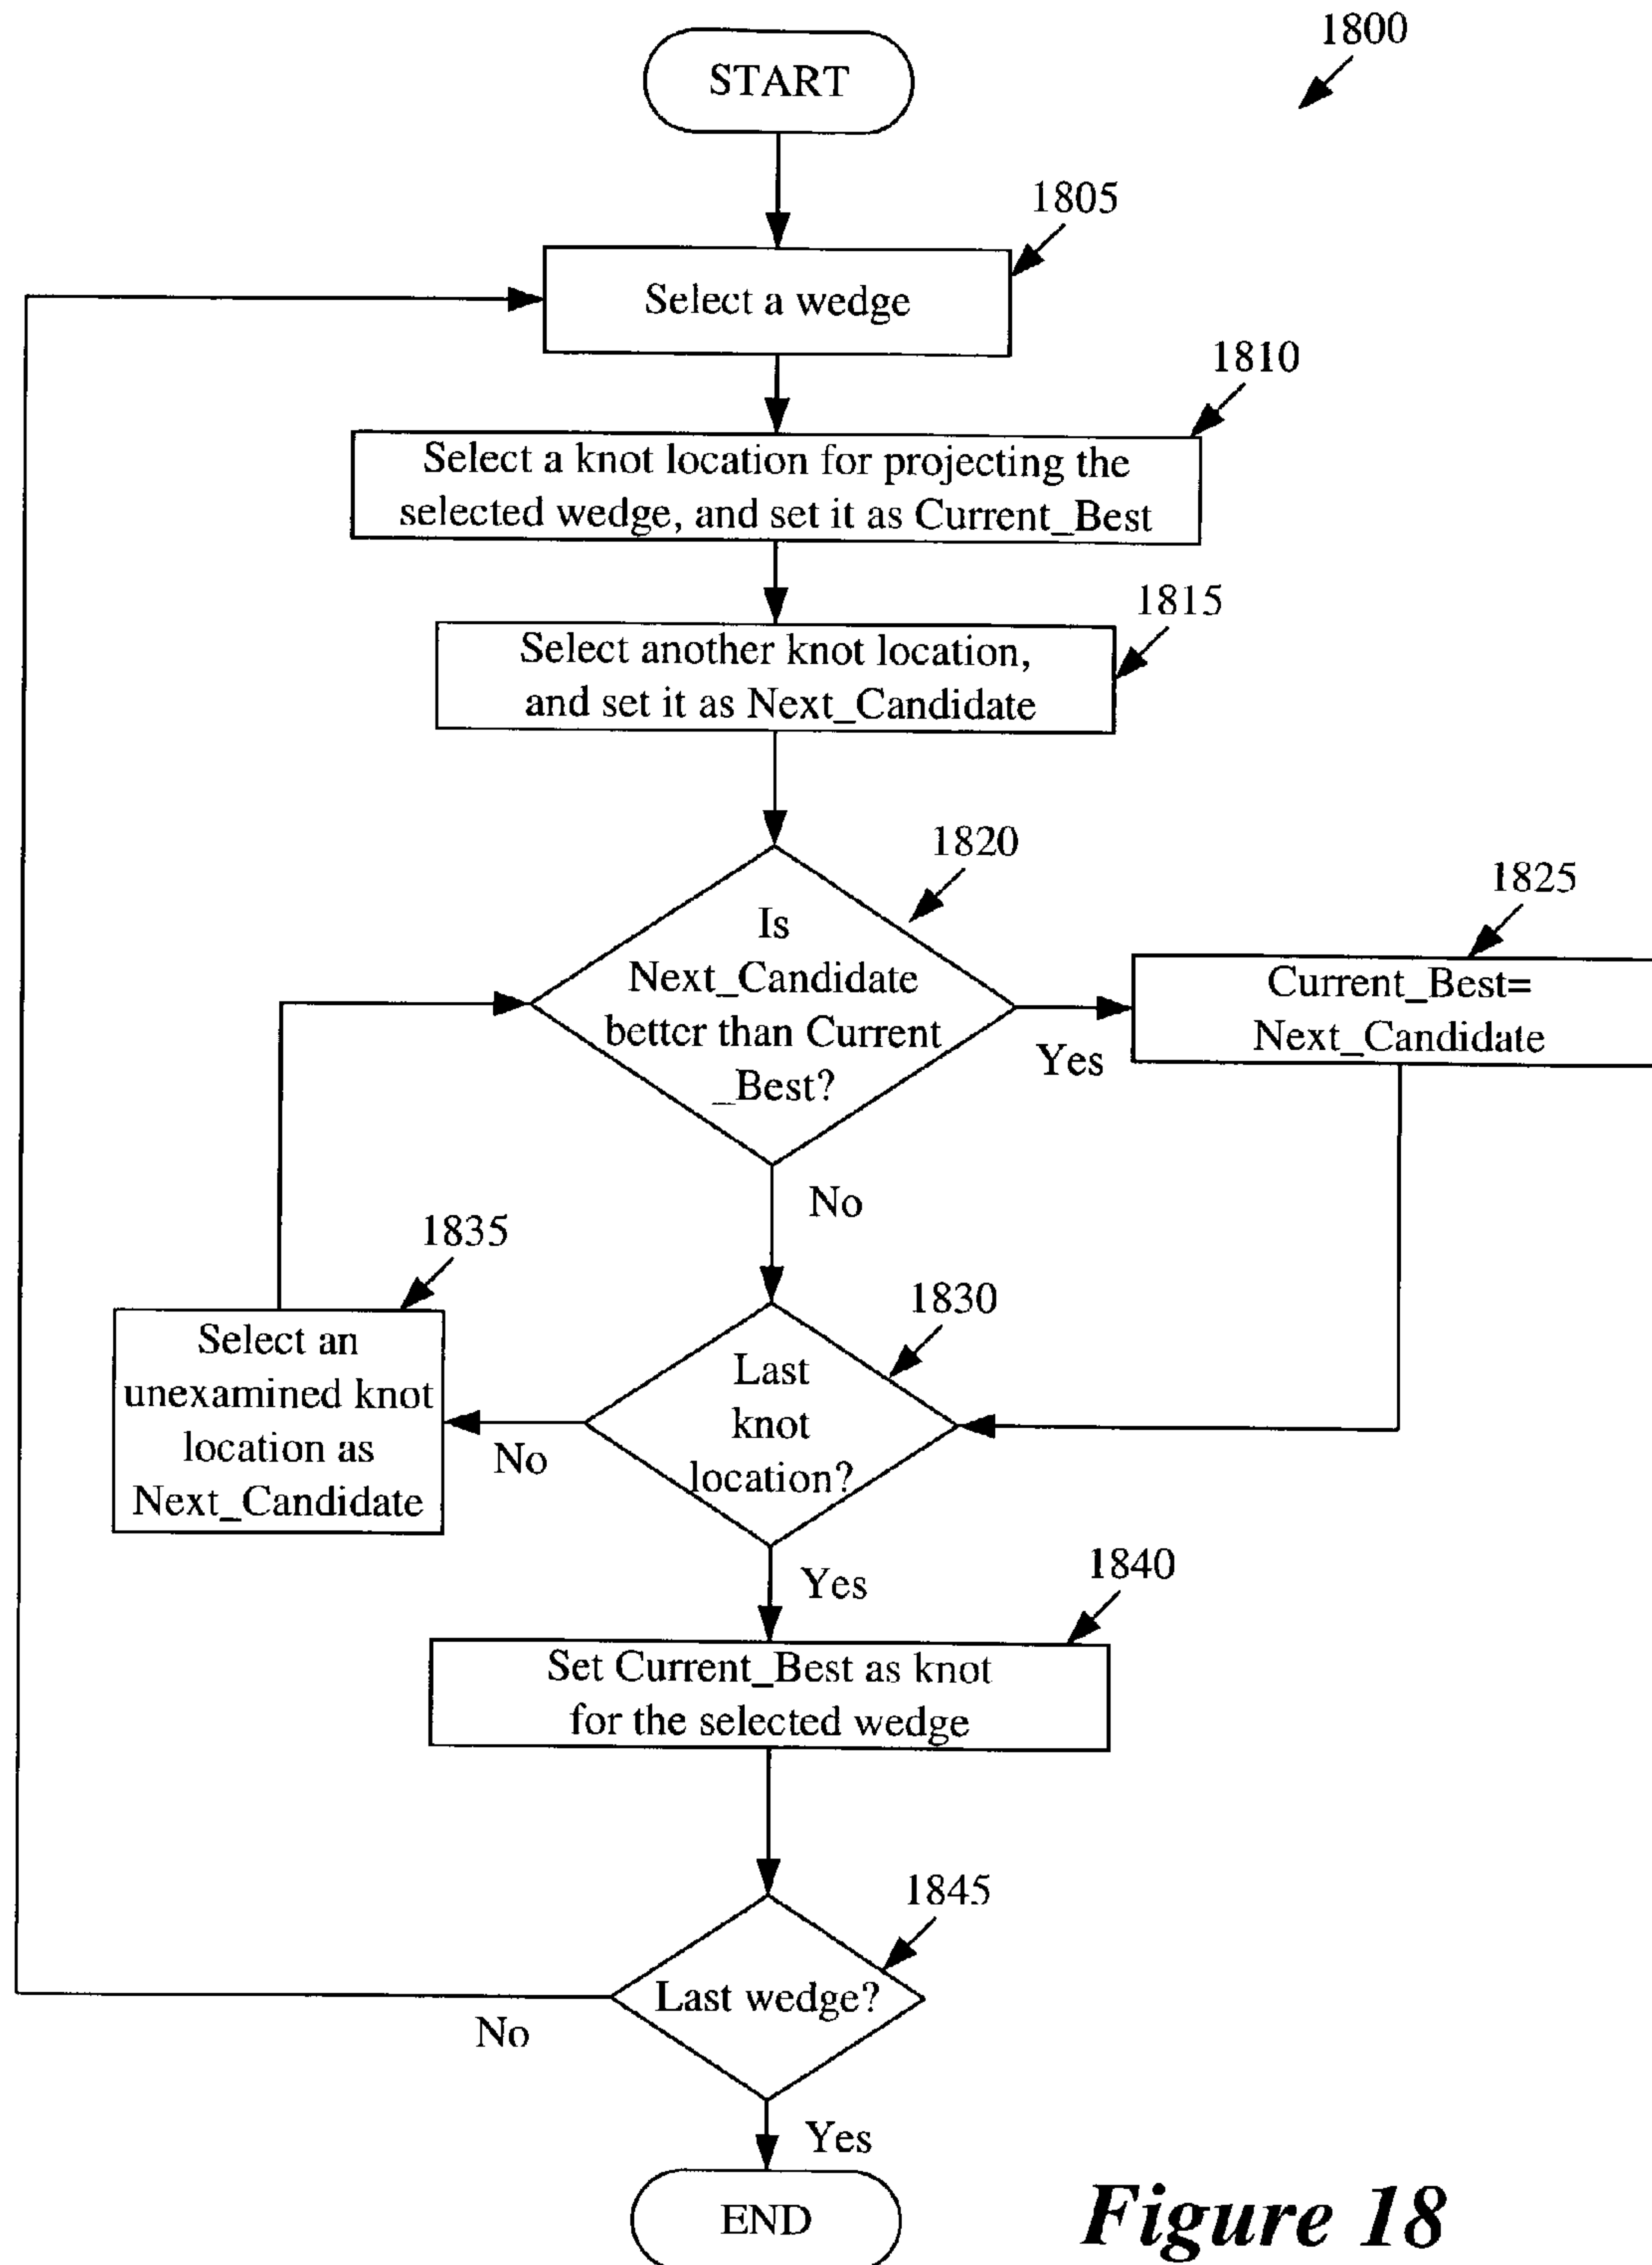 1800
START
1805
Select a wedge
1810
Select a knot location for projecting the
selected wedge, and set it as Current_Best
1815
Select another knot location,
and set it as Next_Candidate
1820
Is
Next_Candidate
better than Current
_Best?
Yes
1825
Current_Best=
Next_Candidate
No
1835
Select an
unexamined knot
location as
Next_Candidate
1830
Last
knot
location?
No
Yes
1840
Set Current_Best as knot
for the selected wedge
1845
Last wedge?
No
Yes
END
Figure 18